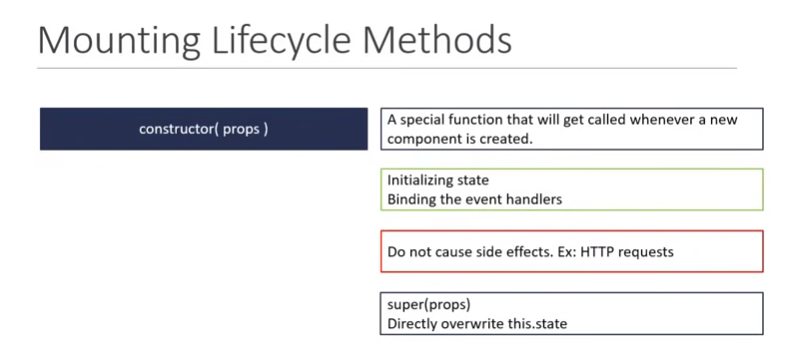 Mounting Lifecycle Methods
constructor( props )
A special function that will get called whenever a new
component is created.
Initializing state
Binding the event handlers
Do not cause side effects. Ex: HTTP requests
super(props)
Directly overwrite this.state